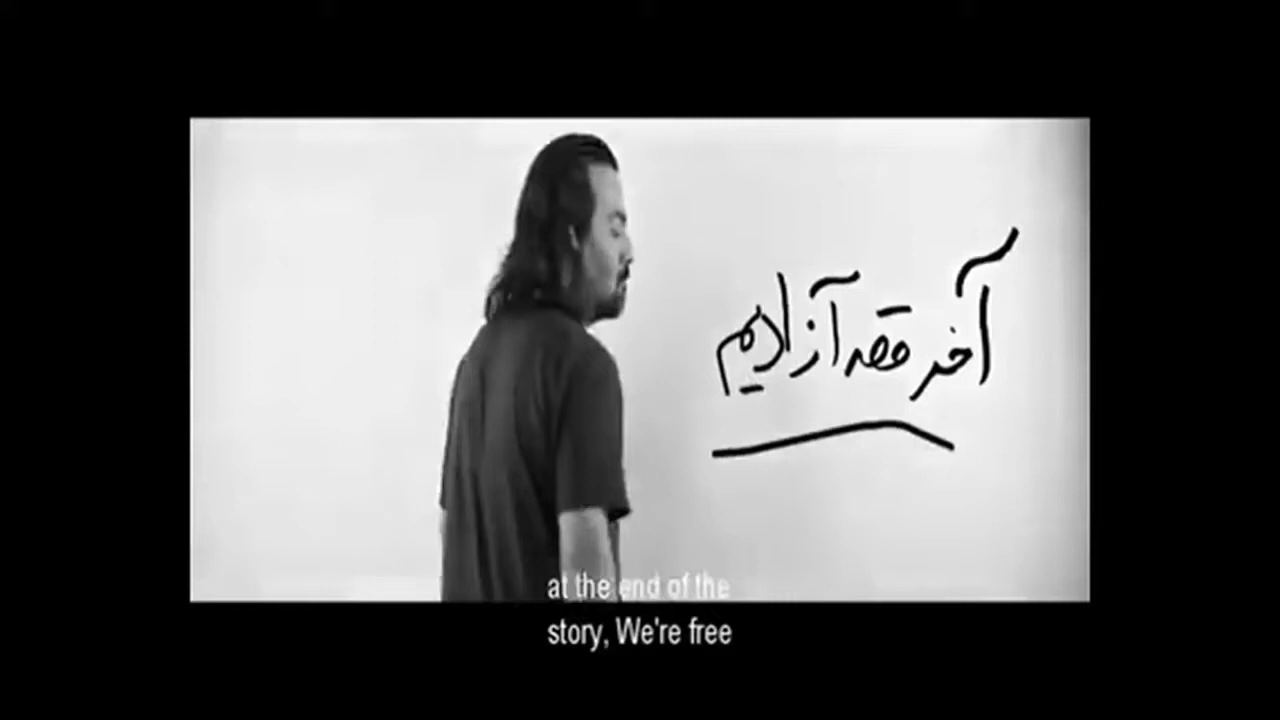 آخر قصه آزادیم
at the end of the
story, We're free